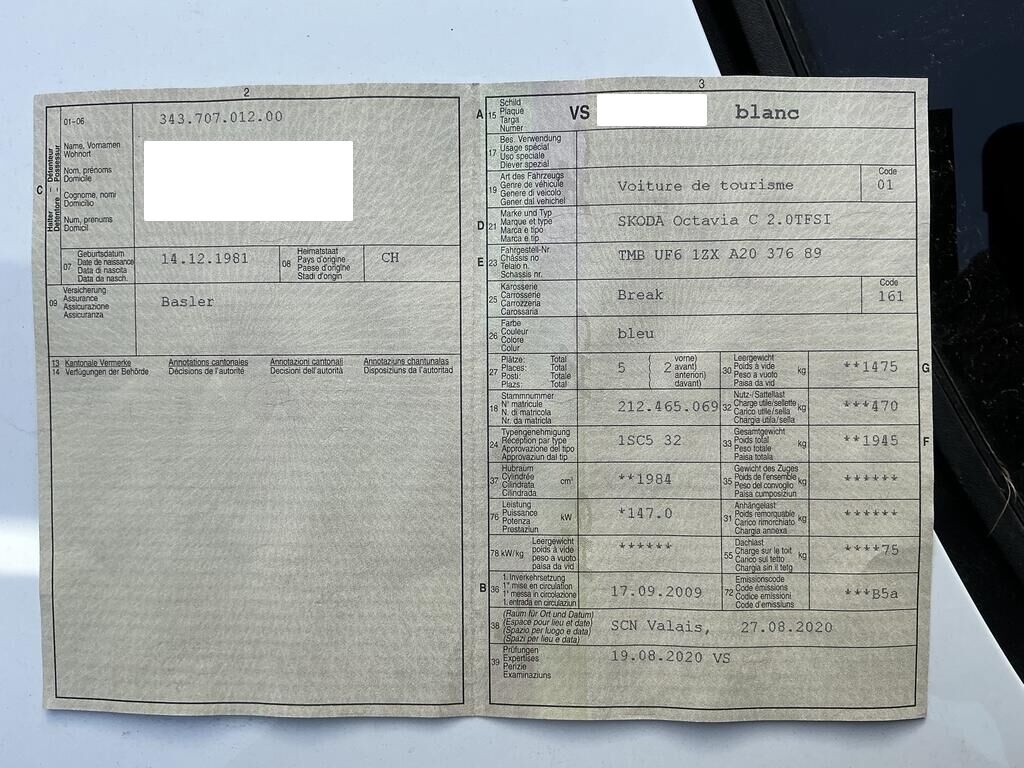 2
01-06
343.707.012.00
C
Halter – Détenteur
Detentore – Possessur
Name, Vornamen
Wohnort
Nom, prénoms
Domicile
Cognome, nomi
Domicilio
Num, prenums
Domicil
07
Geburtsdatum
Date de naissance
Data di nascita
Data da nasch.
14.12.1981
08
Heimatstaat
Pays d'origine
Paese d'origine
Stadi d'origin
CH
09
Versicherung
Assurance
Assicurazione
Assicuranza
Basler
13 Kantonale Vermerke Annotations cantonales Annotazioni cantonali Annotaziuns chantunalas
14 Verfügungen der Behörde Décisions de l'autorité Decisioni dell'autorità Disposiziuns da l'autoritad
3
A 15
Schild
Plaque
Targa
Numer
VS blanc
17
Bes. Verwendung
Usage spécial
Uso speciale
Diever spezial
19
Art des Fahrzeugs
Genre de véhicule
Genere di veicolo
Gener dal vehichel
Voiture de tourisme
Code
01
D 21
Marke und Typ
Marque et type
Marca e tipo
Marca e tip
SKODA Octavia C 2.0TFSI
E 23
Fahrgestell-Nr.
Châssis no
Telaio n.
Schassis nr.
TMB UF6 1ZX A20 376 89
25
Karosserie
Carrosserie
Carrozzeria
Carossaria
Break
Code
161
26
Farbe
Couleur
Colore
Colur
bleu
27
Plätze: Total
Places: Total
Posti: Totale
Plazs: Total
5 ( 2 vorne)
avant)
anteriori)
davant)
30
Leergewicht
Poids à vide
Peso a vuoto
Paisa da vid
kg
**1475
G
18
Stammnummer
N° matricule
N. di matricola
Nr. da matricla
212.465.069
32
Nutz-/Sattellast
Charge utile/sellette
Carico utile/sella
Chargia utila/sella
kg
***470
24
Typengenehmigung
Réception par type
Approvazione del tipo
Approvaziun dal tip
1SC5 32
33
Gesamtgewicht
Poids total
Peso totale
Paisa totala
kg
**1945
F
37
Hubraum
Cylindrée
Cilindrata
Cilindrada
cm³
**1984
35
Gewicht des Zuges
Poids de l'ensemble
Peso del convoglio
Paisa cumposiziun
kg
******
76
Leistung
Puissance
Potenza
Prestaziun
kW
*147.0
31
Anhängelast
Poids remorquable
Carico rimorchiato
Chargia annexa
kg
******
78 kW/kg
Leergewicht
poids à vide
peso a vuoto
paisa da vid
******
55
Dachlast
Charge sur le toit
Carico sul tetto
Chargia sin il tetg
kg
****75
B 36
1. Inverkehrsetzung
1re mise en circulation
1a messa in circolazione
1. entrada en circulaziun
17.09.2009
72
Emissionscode
Code émissions
Codice emissioni
Code d'emissiuns
***B5a
38
(Raum für Ort und Datum)
(Espace pour lieu et date)
(Spazio per luogo e data)
(Spazi per lieu e data)
SCN Valais, 27.08.2020
39
Prüfungen
Expertises
Perizie
Examinaziuns
19.08.2020 VS